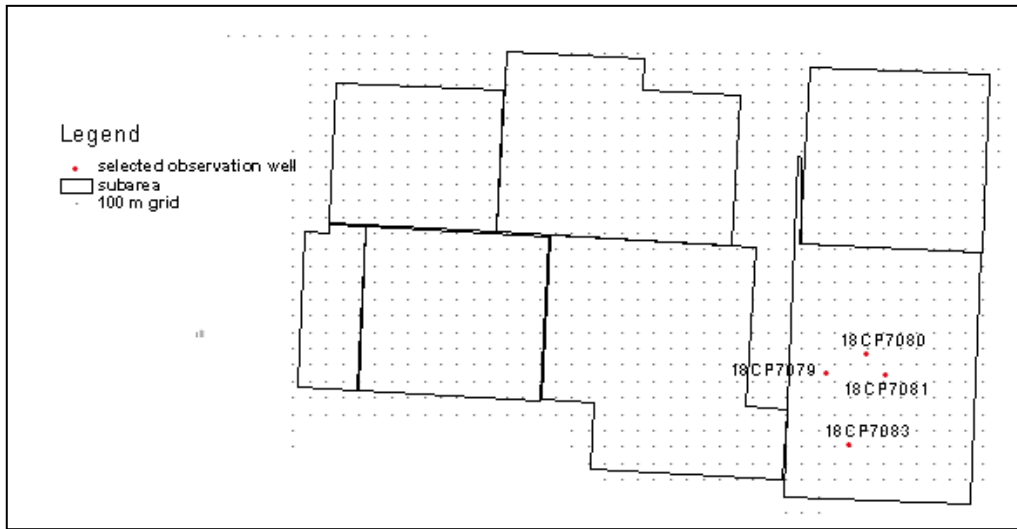 Legend
selected observation well
subarea
100 m grid
18CP7080
18CP7079
18CP7081
18CP7083